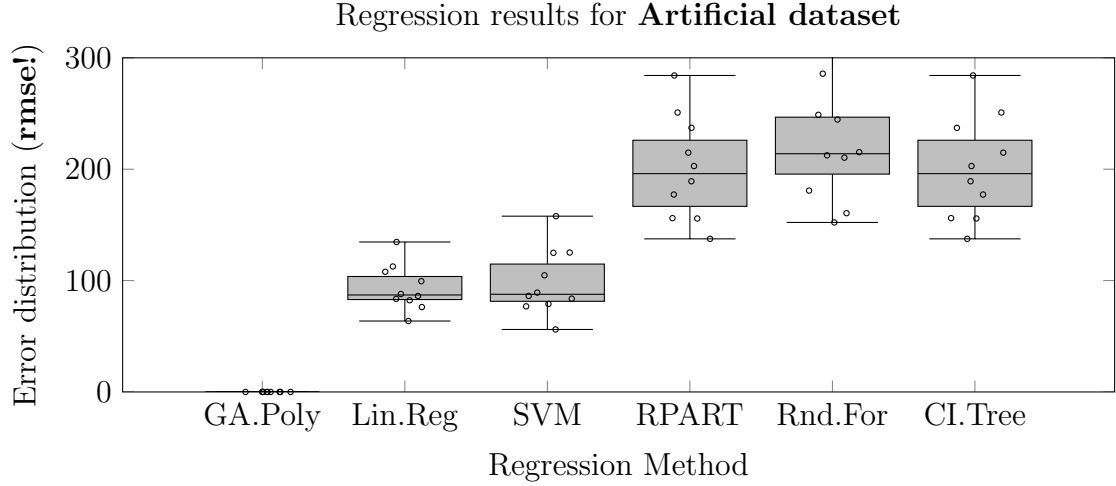 Regression results for Artificial dataset
Error distribution (rmse!)
300
200
100
0
GA.Poly Lin.Reg SVM RPART Rnd.For CI.Tree
Regression Method